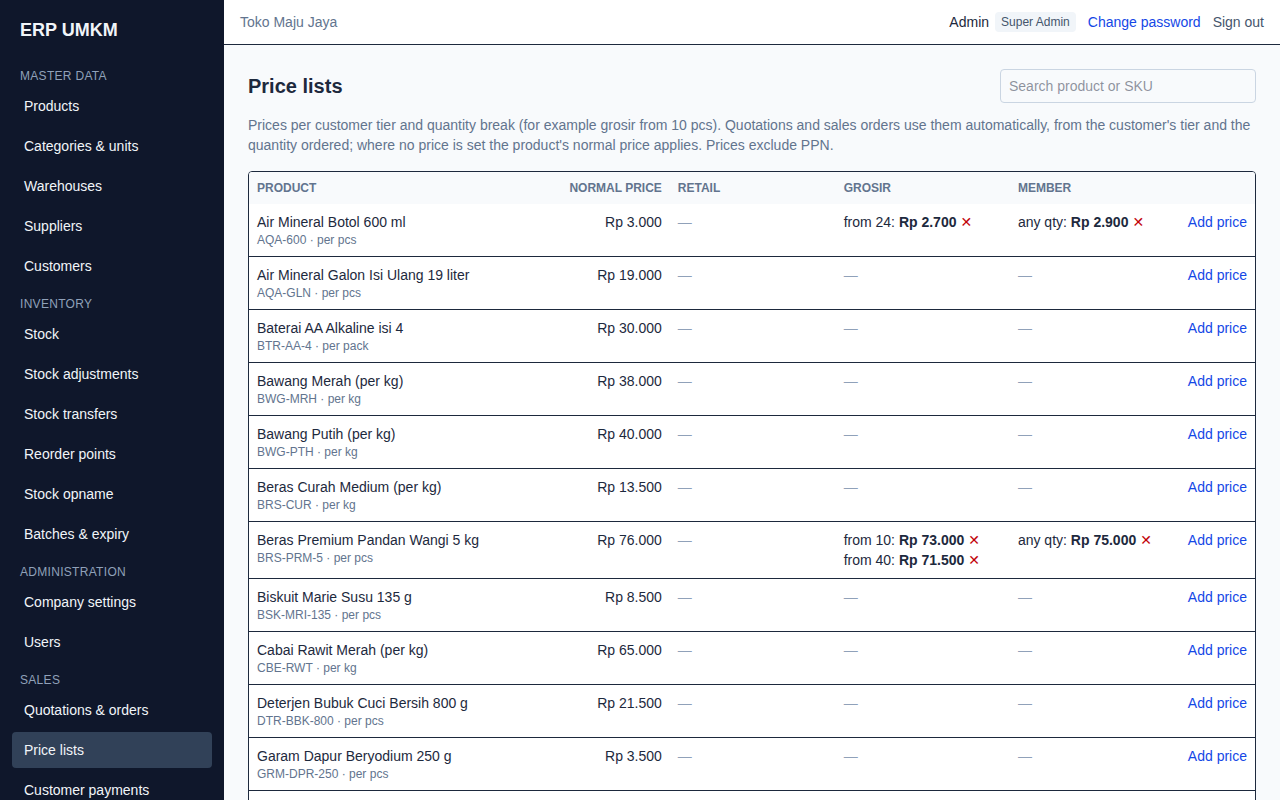 ERP UMKM
MASTER DATA
Products
Categories & units
Warehouses
Suppliers
Customers
INVENTORY
Stock
Stock adjustments
Stock transfers
Reorder points
Stock opname
Batches & expiry
ADMINISTRATION
Company settings
Users
SALES
Quotations & orders
Price lists
Customer payments
Toko Maju Jaya
Admin Super Admin Change password Sign out
Price lists
Search product or SKU
Prices per customer tier and quantity break (for example grosir from 10 pcs). Quotations and sales orders use them automatically, from the customer's tier and the
quantity ordered; where no price is set the product's normal price applies. Prices exclude PPN.
PRODUCT NORMAL PRICE RETAIL GROSIR MEMBER
Air Mineral Botol 600 ml Rp 3.000 — from 24: Rp 2.700 ✕ any qty: Rp 2.900 ✕ Add price
AQA-600 · per pcs
Air Mineral Galon Isi Ulang 19 liter Rp 19.000 — — — Add price
AQA-GLN · per pcs
Baterai AA Alkaline isi 4 Rp 30.000 — — — Add price
BTR-AA-4 · per pack
Bawang Merah (per kg) Rp 38.000 — — — Add price
BWG-MRH · per kg
Bawang Putih (per kg) Rp 40.000 — — — Add price
BWG-PTH · per kg
Beras Curah Medium (per kg) Rp 13.500 — — — Add price
BRS-CUR · per kg
Beras Premium Pandan Wangi 5 kg Rp 76.000 — from 10: Rp 73.000 ✕ any qty: Rp 75.000 ✕ Add price
BRS-PRM-5 · per pcs from 40: Rp 71.500 ✕
Biskuit Marie Susu 135 g Rp 8.500 — — — Add price
BSK-MRI-135 · per pcs
Cabai Rawit Merah (per kg) Rp 65.000 — — — Add price
CBE-RWT · per kg
Deterjen Bubuk Cuci Bersih 800 g Rp 21.500 — — — Add price
DTR-BBK-800 · per pcs
Garam Dapur Beryodium 250 g Rp 3.500 — — — Add price
GRM-DPR-250 · per pcs